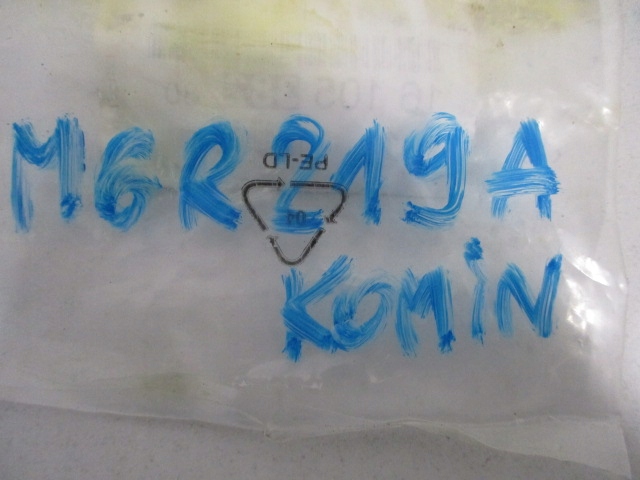 M6R219A
KOMiN
PE-LD
04